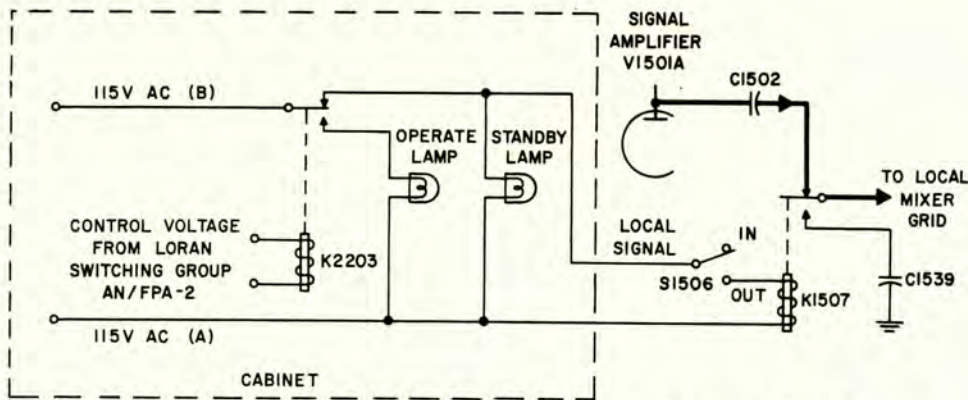 SIGNAL
AMPLIFIER
V1501A
C1502
115V AC (B)
OPERATE
LAMP
STANDBY
LAMP
TO LOCAL
MIXER
GRID
CONTROL VOLTAGE
FROM LORAN
SWITCHING GROUP
AN/FPA-2
K2203
LOCAL
SIGNAL
IN
S1506
OUT
K1507
C1539
115V AC (A)
CABINET